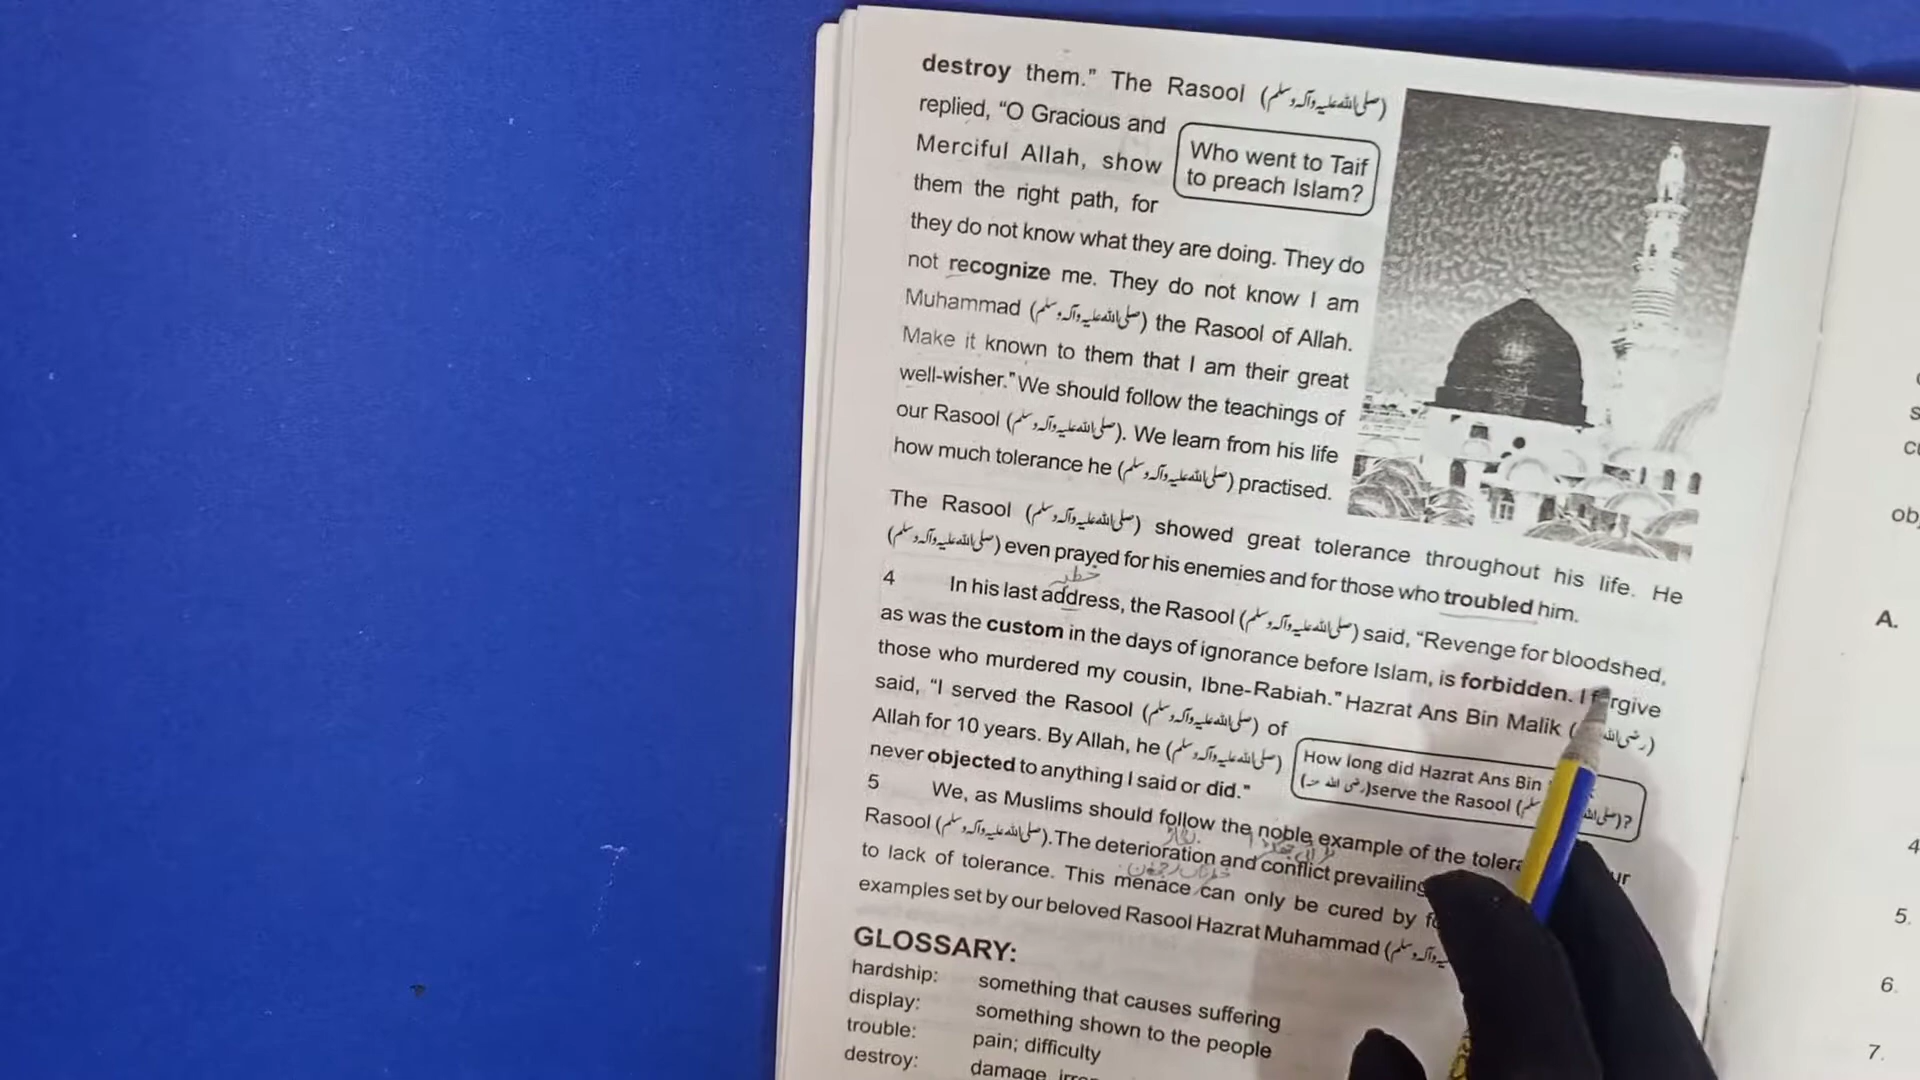 destroy them.” The Rasool (صلی اللہ علیہ وآلہ وسلم)
replied, “O Gracious and
Merciful Allah, show
them the right path, for
Who went to Taif
to preach Islam?
they do not know what they are doing. They do
not recognize me. They do not know I am
Muhammad (صلی اللہ علیہ وآلہ وسلم) the Rasool of Allah.
Make it known to them that I am their great
well-wisher.” We should follow the teachings of
our Rasool (صلی اللہ علیہ وآلہ وسلم). We learn from his life
how much tolerance he (صلی اللہ علیہ وآلہ وسلم) practised.
The Rasool (صلی اللہ علیہ وآلہ وسلم) showed great tolerance throughout his life. He
(صلی اللہ علیہ وآلہ وسلم) even prayed for his enemies and for those who troubled him.
خطبہ
4 In his last address, the Rasool (صلی اللہ علیہ وآلہ وسلم) said, “Revenge for bloodshed,
as was the custom in the days of ignorance before Islam, is forbidden. I forgive
those who murdered my cousin, Ibne-Rabiah.” Hazrat Ans Bin Malik (رضی اللہ
said, “I served the Rasool (صلی اللہ علیہ وآلہ وسلم) of
Allah for 10 years. By Allah, he (صلی اللہ علیہ وآلہ وسلم)
never objected to anything I said or did.”
How long did Hazrat Ans Bin
(رضی اللہ عنہ) serve the Rasool (صلی اللہ علیہ وآلہ وسلم)?
5 We, as Muslims should follow the noble example of the
Rasool (صلی اللہ علیہ وآلہ وسلم). The deterioration and conflict prevailing
to lack of tolerance. This menace can only be cured by
examples set by our beloved Rasool Hazrat Muhammad
GLOSSARY:
hardship: something that causes suffering
display: something shown to the people
trouble: pain; difficulty
destroy: damage
ob
A.
4
5.
6.
7.